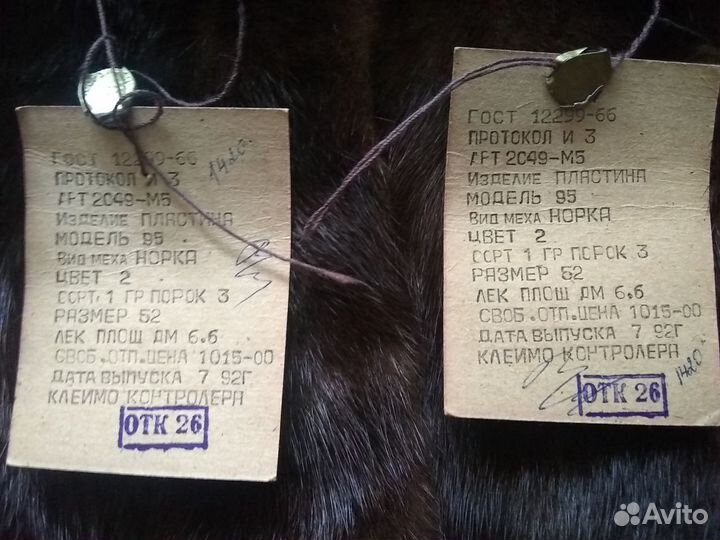 ГОСТ 12299-66
ПРОТОКОЛ И 3
АРТ 2049-М5
Изделие ПЛАСТИНА
МОДЕЛЬ 95
Вид меха НОРКА
ЦВЕТ 2
СОРТ 1 ГР ПОРОК 3
РАЗМЕР 52
ЛЕК ПЛОЩ ДМ 6.6
СВОБ.ОТП.ЦЕНА 1015-00
ДАТА ВЫПУСКА 7 92Г
КЛЕЙМО КОНТРОЛЕРА
ОТК 26
1420
ГОСТ 12299-66
ПРОТОКОЛ И 3
АРТ 2049-М5
Изделие ПЛАСТИНА
МОДЕЛЬ 95
Вид меха НОРКА
ЦВЕТ 2
СОРТ 1 ГР ПОРОК 3
РАЗМЕР 52
ЛЕК ПЛОЩ ДМ 6.6
СВОБ.ОТП.ЦЕНА 1015-00
ДАТА ВЫПУСКА 7 92Г
КЛЕИМО КОНТРОЛЕРА
ОТК 26
1420
Avito